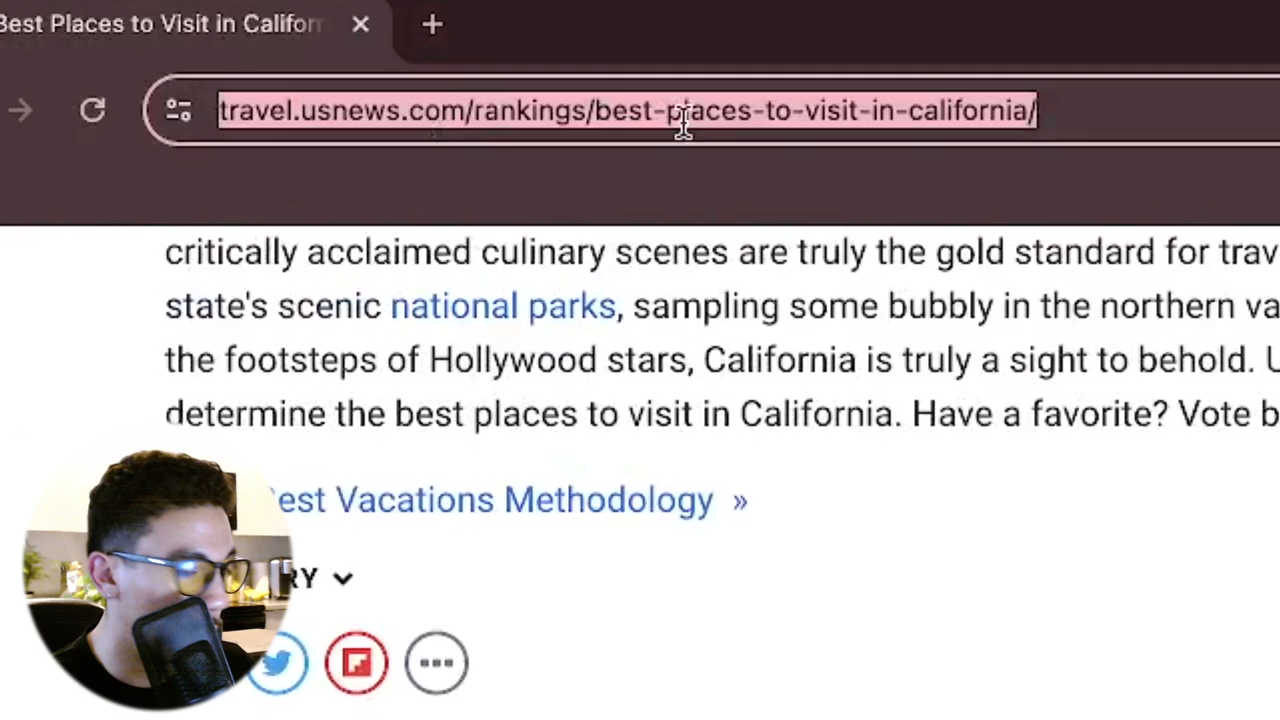 Best Places to Visit in Californ
travel.usnews.com/rankings/best-places-to-visit-in-california/
critically acclaimed culinary scenes are truly the gold standard for trav
state's scenic national parks, sampling some bubbly in the northern va
the footsteps of Hollywood stars, California is truly a sight to behold. U
determine the best places to visit in California. Have a favorite? Vote b
est Vacations Methodology »
RY